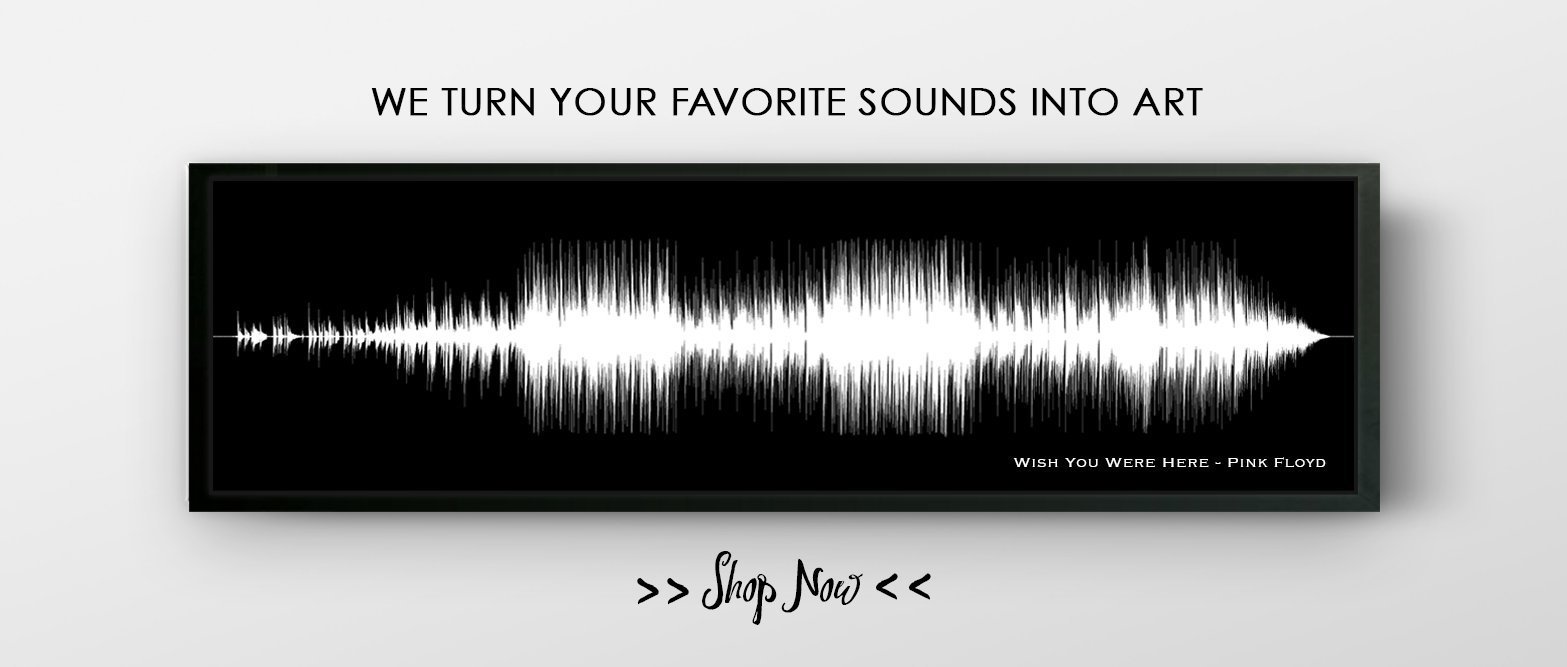 WE TURN YOUR FAVORITE SOUNDS INTO ART
Wish You Were Here - Pink Floyd
>> Shop Now <<